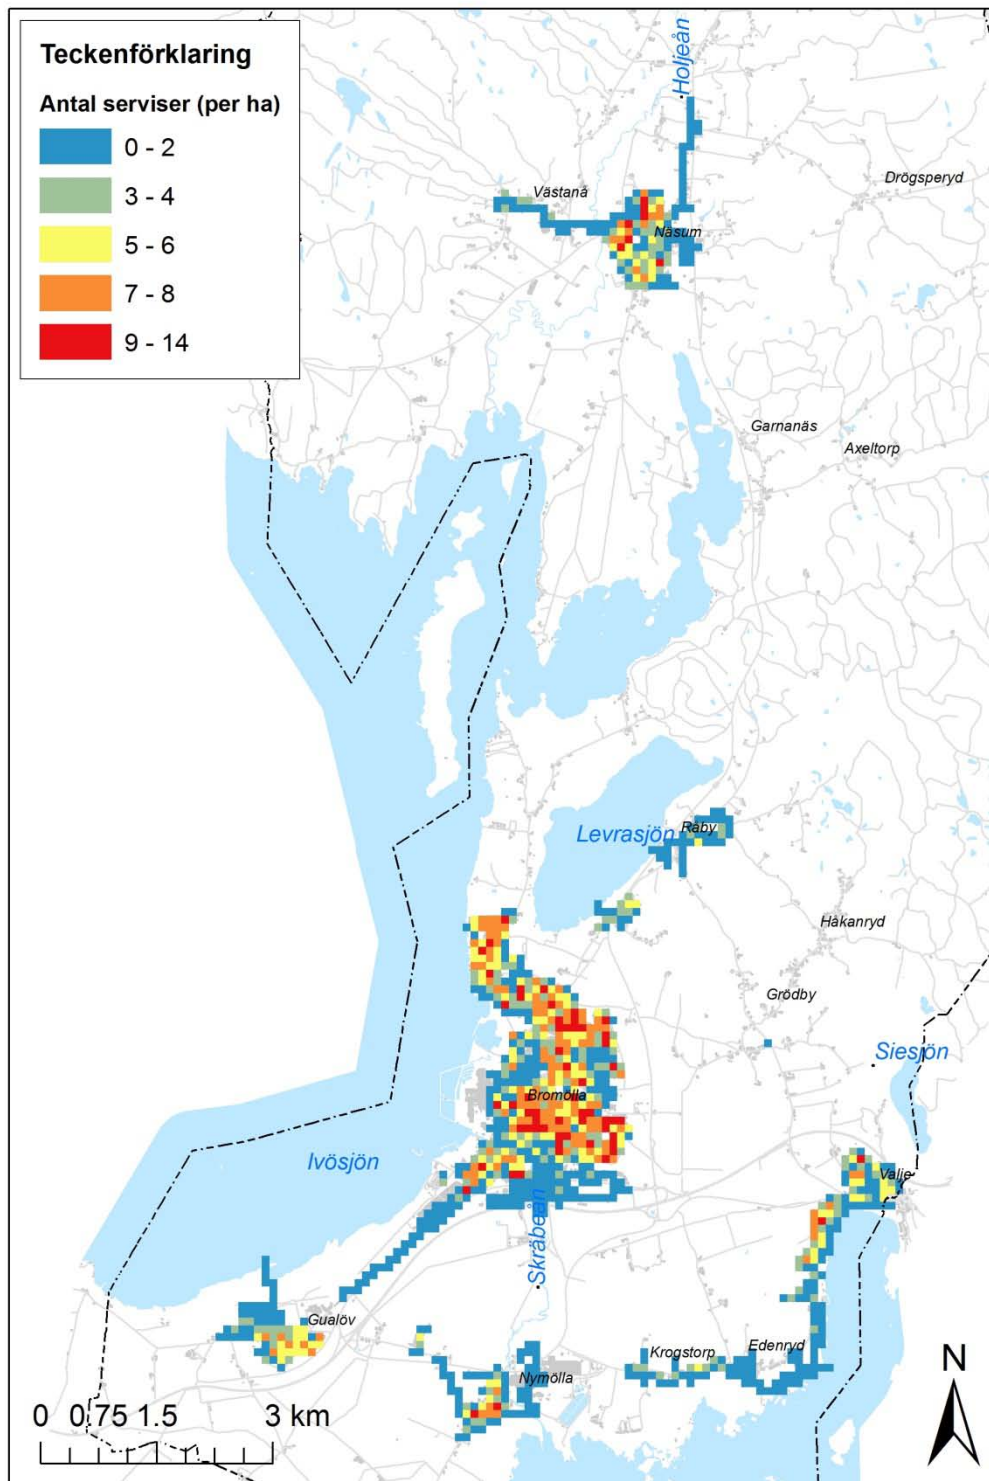 Teckenförklaring
Antal serviser (per ha)
0 - 2
3 - 4
5 - 6
7 - 8
9 - 14
Holjeån
Drögsperyd
Västanå
Näsum
Garnanäs
Axeltorp
Levrasjön
Råby
Håkanryd
Grödby
Siesjön
Bromölla
Ivösjön
Valje
Skräbeån
Gualöv
Krogstorp
Edenryd
Nymölla
N
0 0,75 1.5 3 km